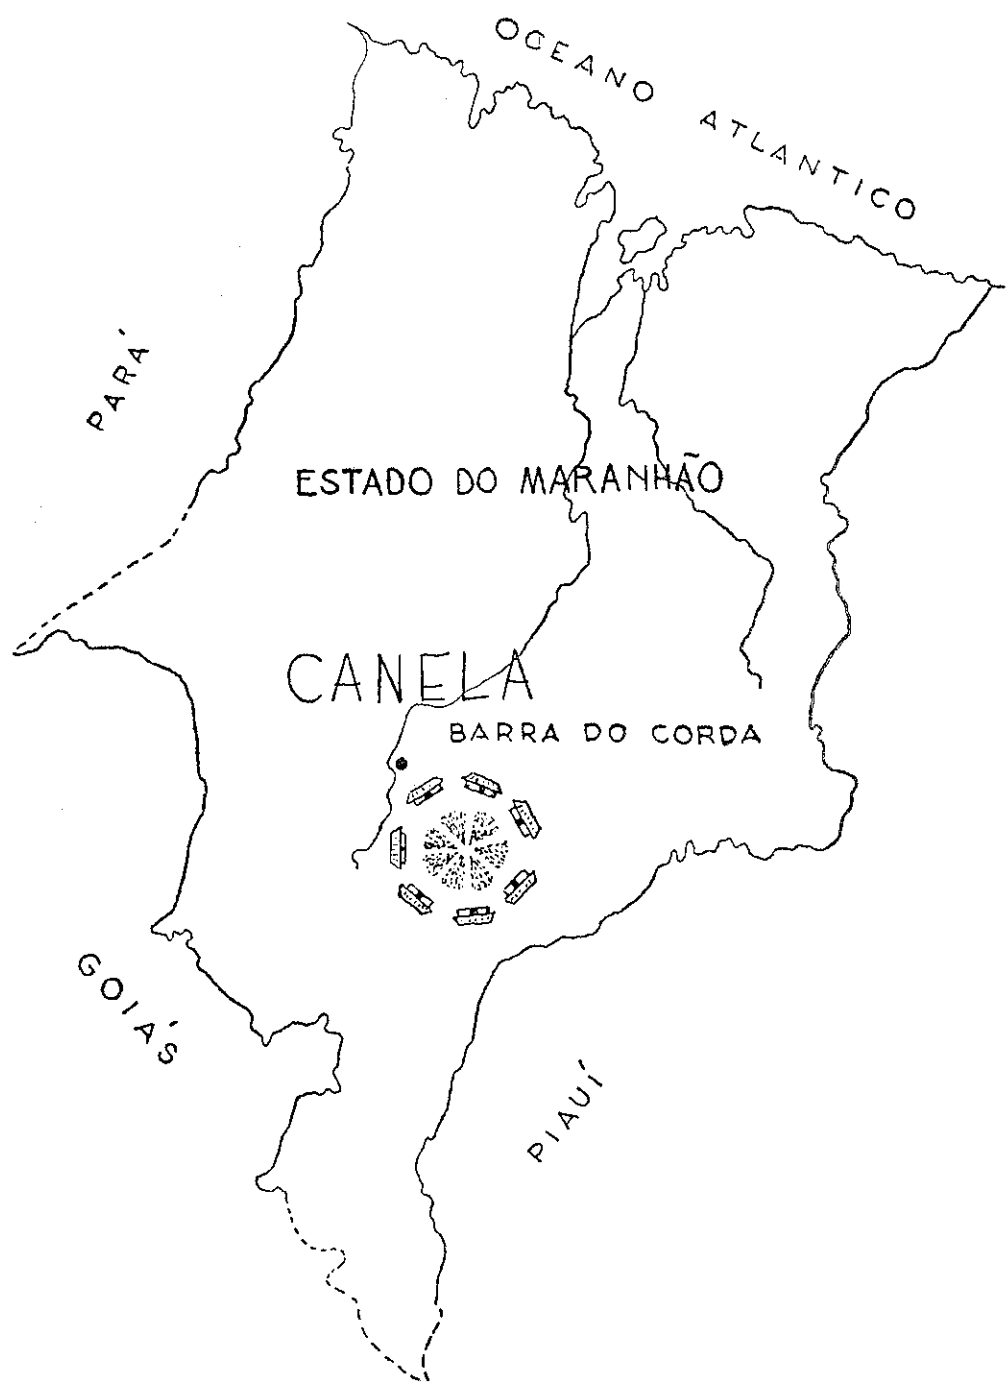 OCEANO ATLANTICO
PARÁ
ESTADO DO MARANHÃO
CANELA
BARRA DO CORDA
GOIÁS
PIAUÍ